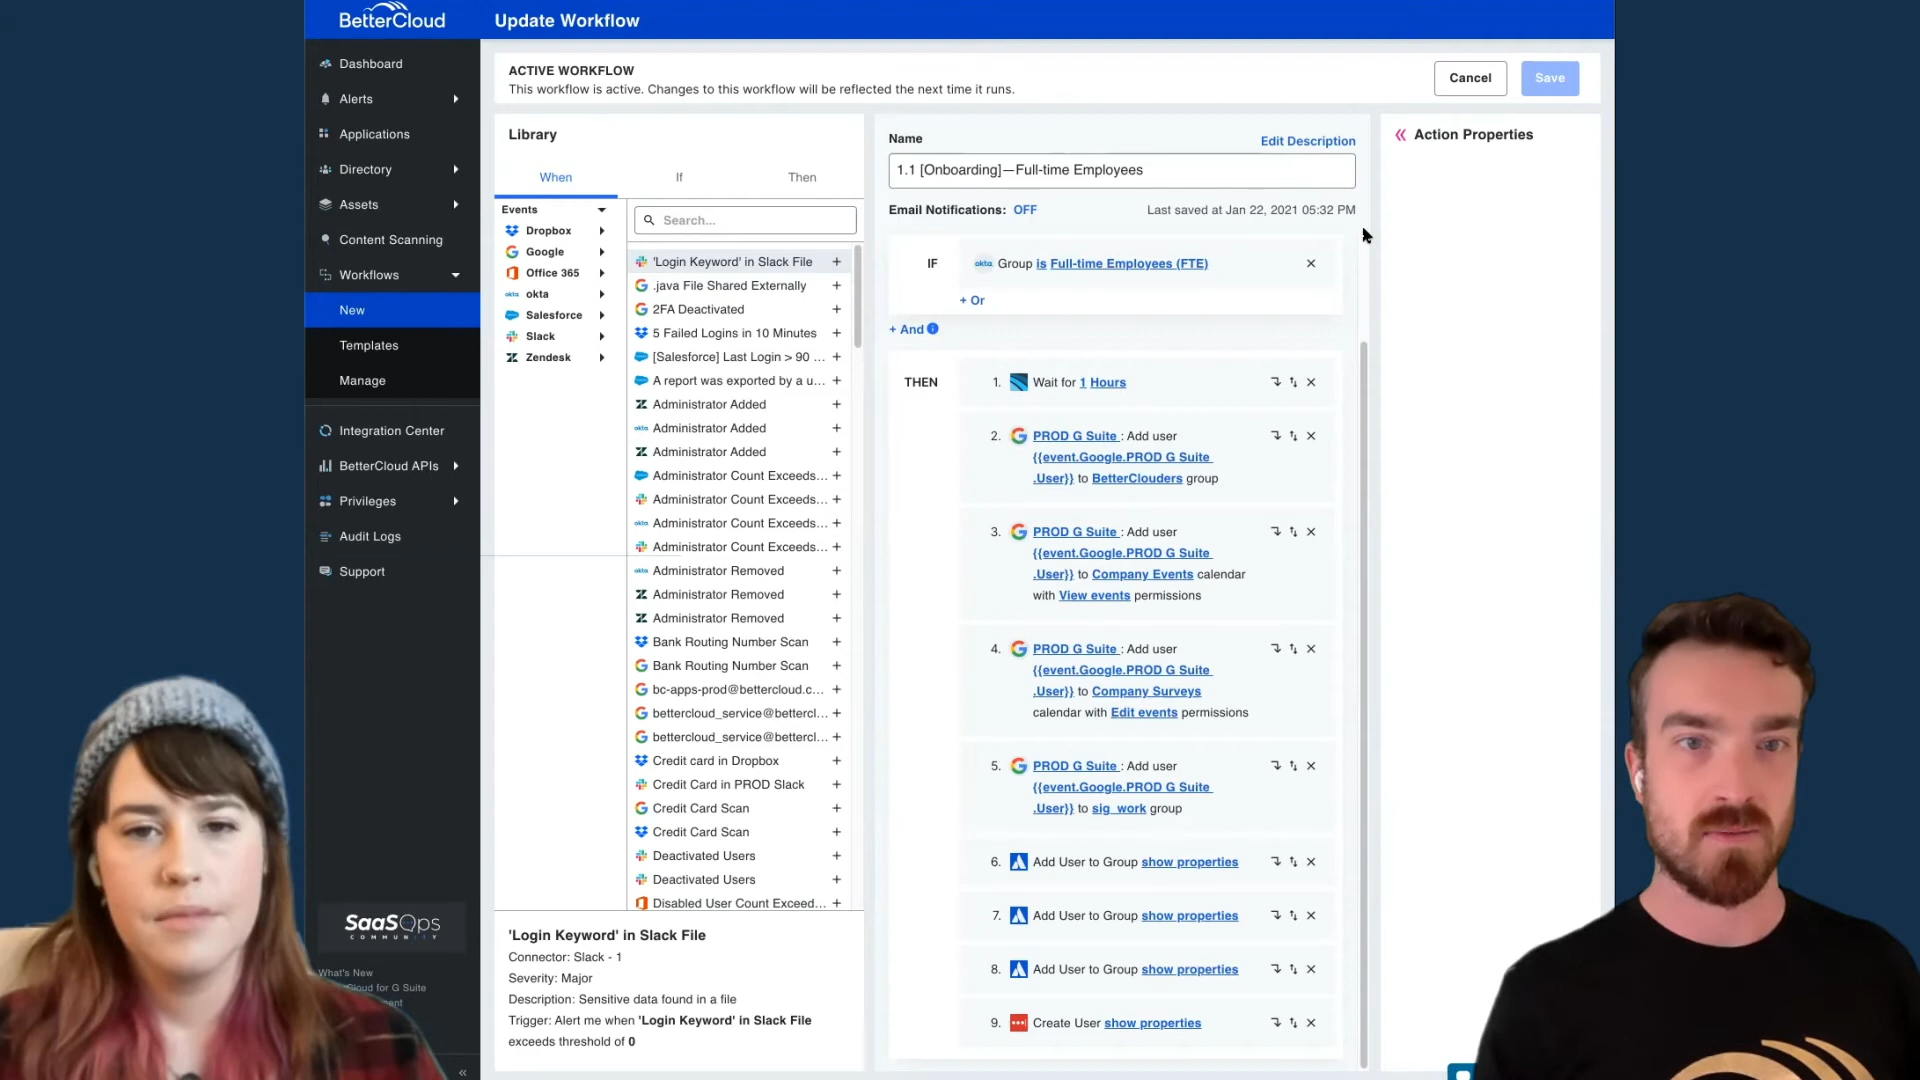 BetterCloud
Update Workflow
Dashboard
Alerts
Applications
Directory
Assets
Content Scanning
Workflows
New
Templates
Manage
Integration Center
BetterCloud APIs
Privileges
Audit Logs
Support
SaaSOps
COMMUNITY
What's New
Cloud for G Suite
ACTIVE WORKFLOW
This workflow is active. Changes to this workflow will be reflected the next time it runs.
Cancel
Save
Library
When If Then
Events
Dropbox
Google
Office 365
okta okta
Salesforce
Slack
Zendesk
Search...
'Login Keyword' in Slack File +
.java File Shared Externally +
2FA Deactivated +
5 Failed Logins in 10 Minutes +
[Salesforce] Last Login > 90 ... +
A report was exported by a u... +
Administrator Added +
okta Administrator Added +
Administrator Added +
Administrator Count Exceeds... +
Administrator Count Exceeds... +
okta Administrator Count Exceeds... +
Administrator Count Exceeds... +
okta Administrator Removed +
Administrator Removed +
Administrator Removed +
Bank Routing Number Scan +
Bank Routing Number Scan +
bc-apps-prod@bettercloud.c... +
bettercloud_service@bettercl... +
bettercloud_service@bettercl... +
Credit card in Dropbox +
Credit Card in PROD Slack +
Credit Card Scan +
Credit Card Scan +
Deactivated Users +
Deactivated Users +
Disabled User Count Exceed... +
'Login Keyword' in Slack File
Connector: Slack - 1
Severity: Major
Description: Sensitive data found in a file
Trigger: Alert me when 'Login Keyword' in Slack File
exceeds threshold of 0
Name
Edit Description
1.1 [Onboarding]—Full-time Employees
Email Notifications: OFF
Last saved at Jan 22, 2021 05:32 PM
IF okta Group is Full-time Employees (FTE)
+ Or
+ And
THEN
1. Wait for 1 Hours
2. PROD G Suite : Add user
{{event.Google.PROD G Suite
.User}} to BetterClouders group
3. PROD G Suite : Add user
{{event.Google.PROD G Suite
.User}} to Company Events calendar
with View events permissions
4. PROD G Suite : Add user
{{event.Google.PROD G Suite
.User}} to Company Surveys
calendar with Edit events permissions
5. PROD G Suite : Add user
{{event.Google.PROD G Suite
.User}} to sig_work group
6. Add User to Group show properties
7. Add User to Group show properties
8. Add User to Group show properties
9. Create User show properties
Action Properties